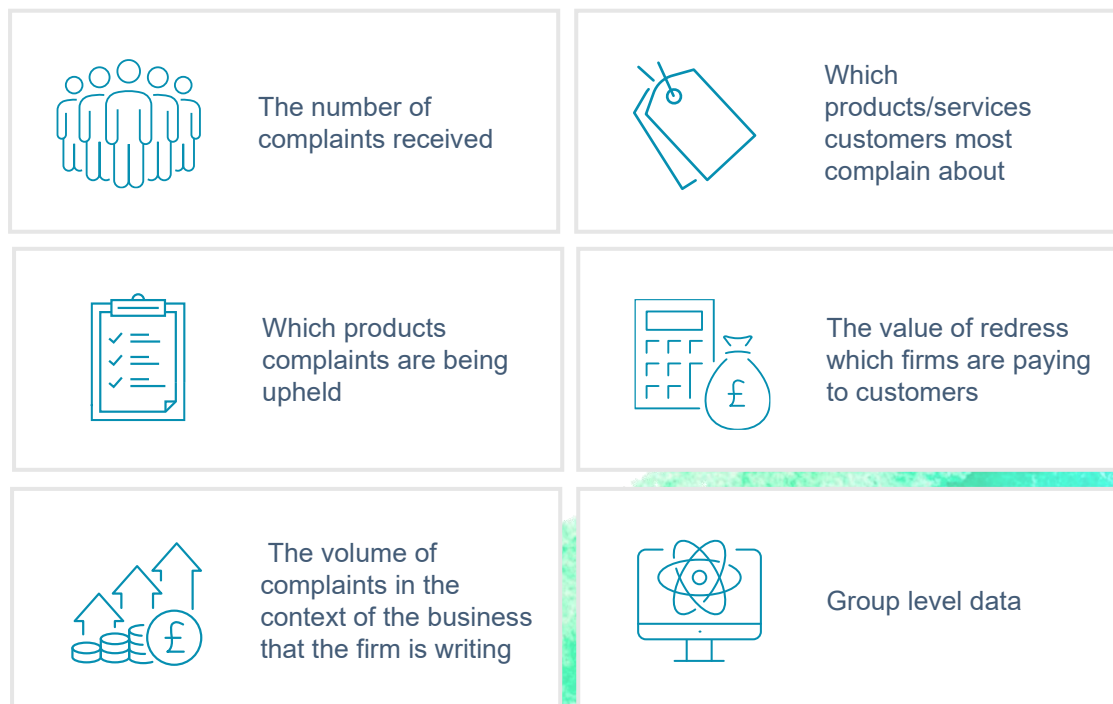 The number of
complaints received
Which
products/services
customers most
complain about
Which products
complaints are being
upheld
£
The value of redress
which firms are paying
to customers
£
The volume of
complaints in the
context of the business
that the firm is writing
Group level data